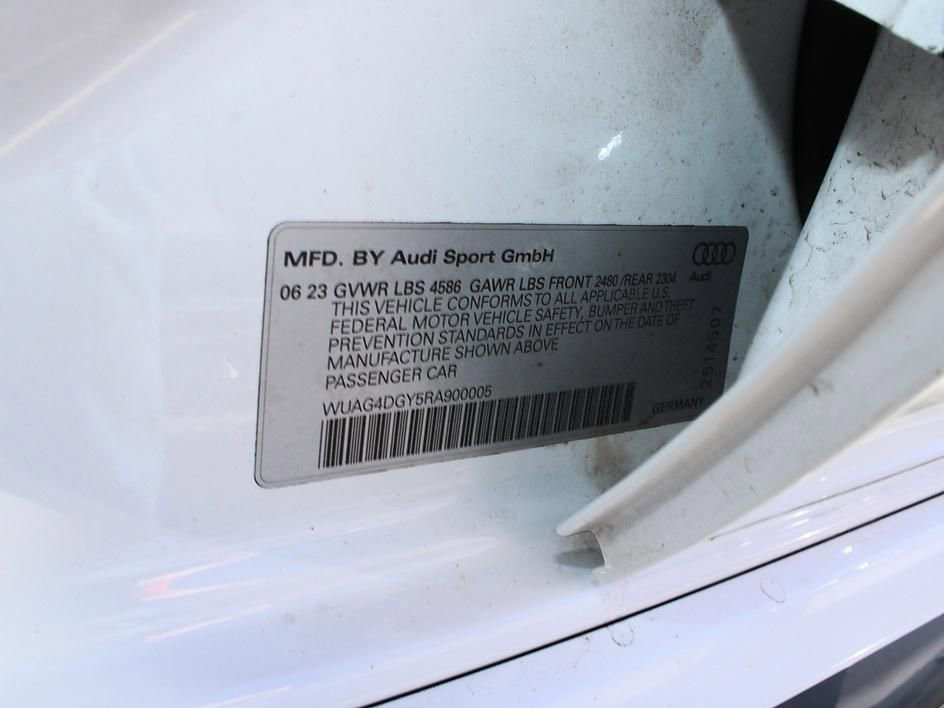 MFD. BY Audi Sport GmbH
Audi
06 23 GVWR LBS 4586 GAWR LBS FRONT 2480 /REAR 2304
THIS VEHICLE CONFORMS TO ALL APPLICABLE U.S.
FEDERAL MOTOR VEHICLE SAFETY, BUMPER AND THEFT
PREVENTION STANDARDS IN EFFECT ON THE DATE OF
MANUFACTURE SHOWN ABOVE
PASSENGER CAR
WUAG4DGY5RA900005
GERMANY
2514507